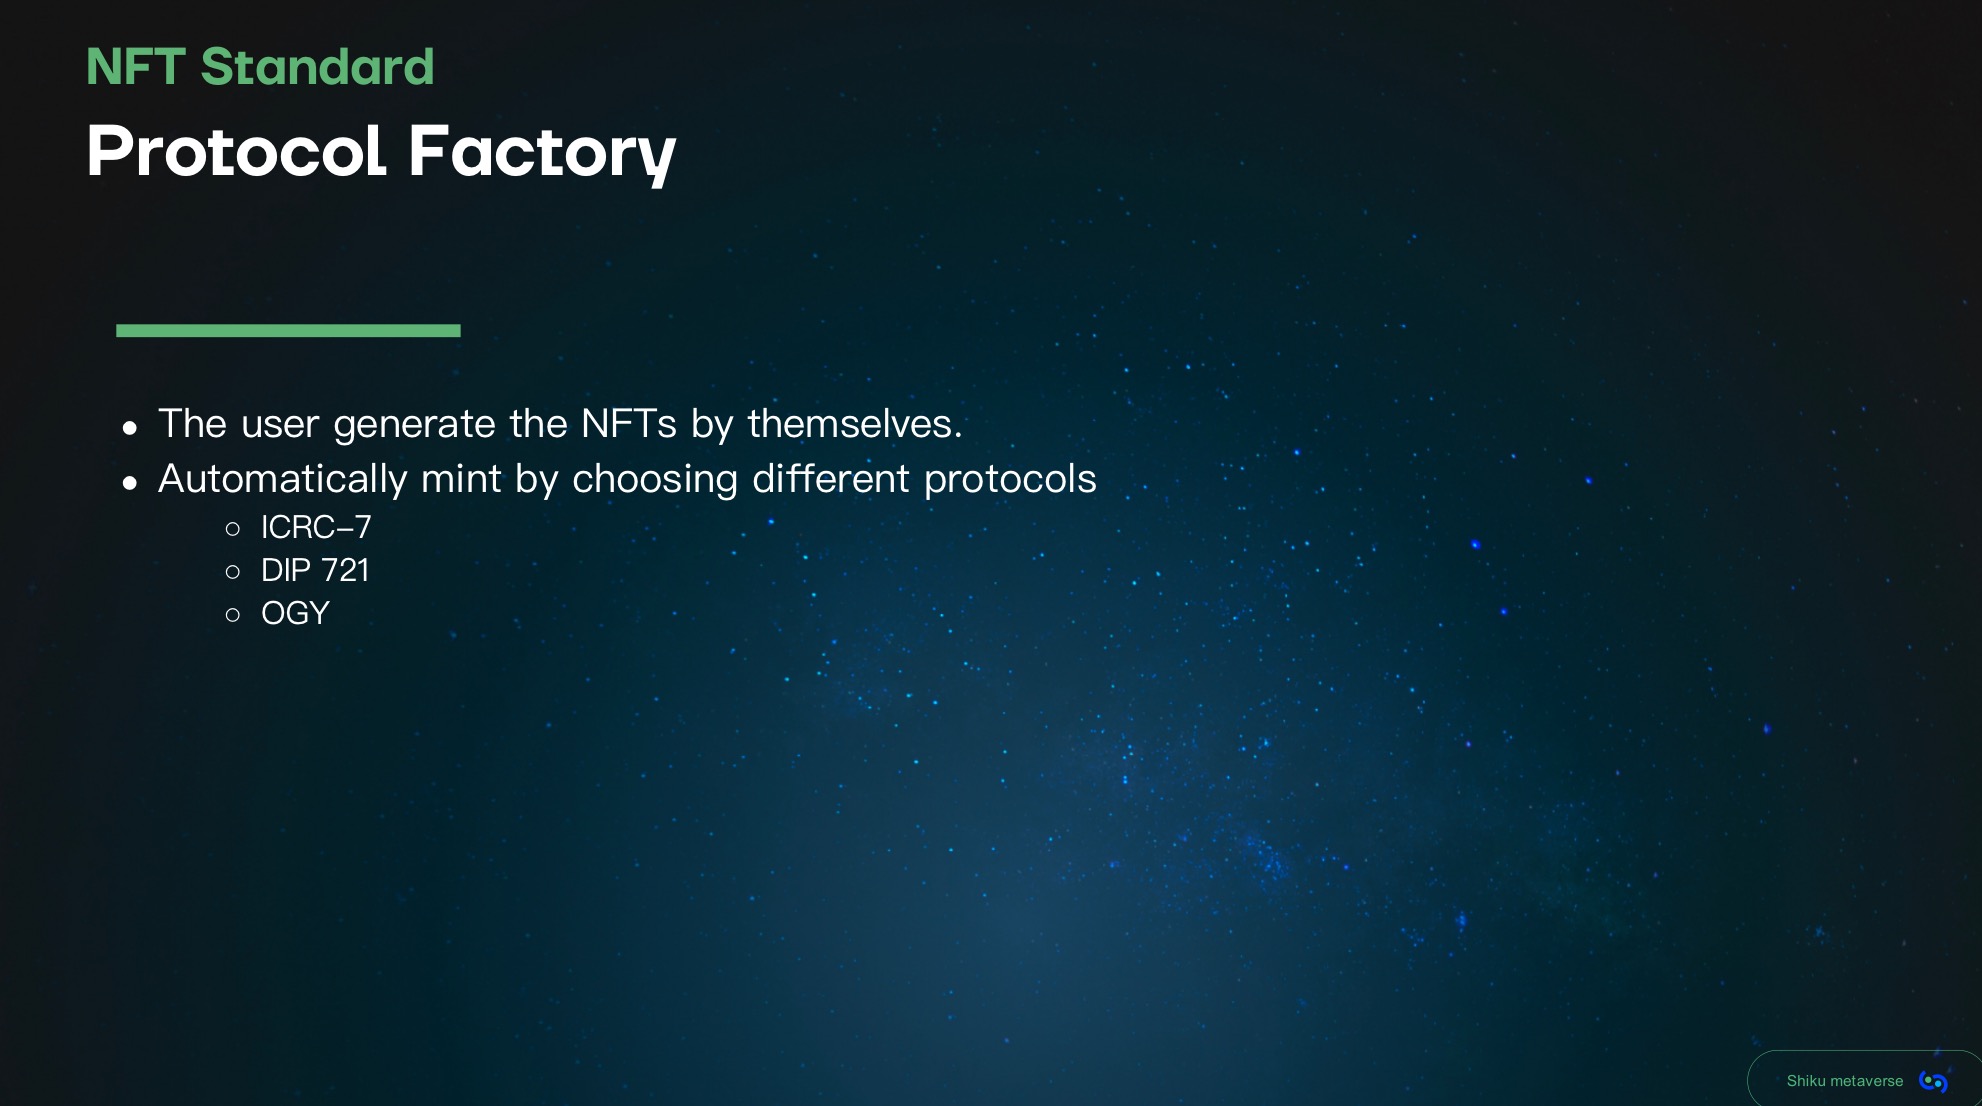 NFT Standard
Protocol Factory
● The user generate the NFTs by themselves.
● Automatically mint by choosing different protocols
○ ICRC-7
○ DIP 721
○ OGY
Shiku metaverse